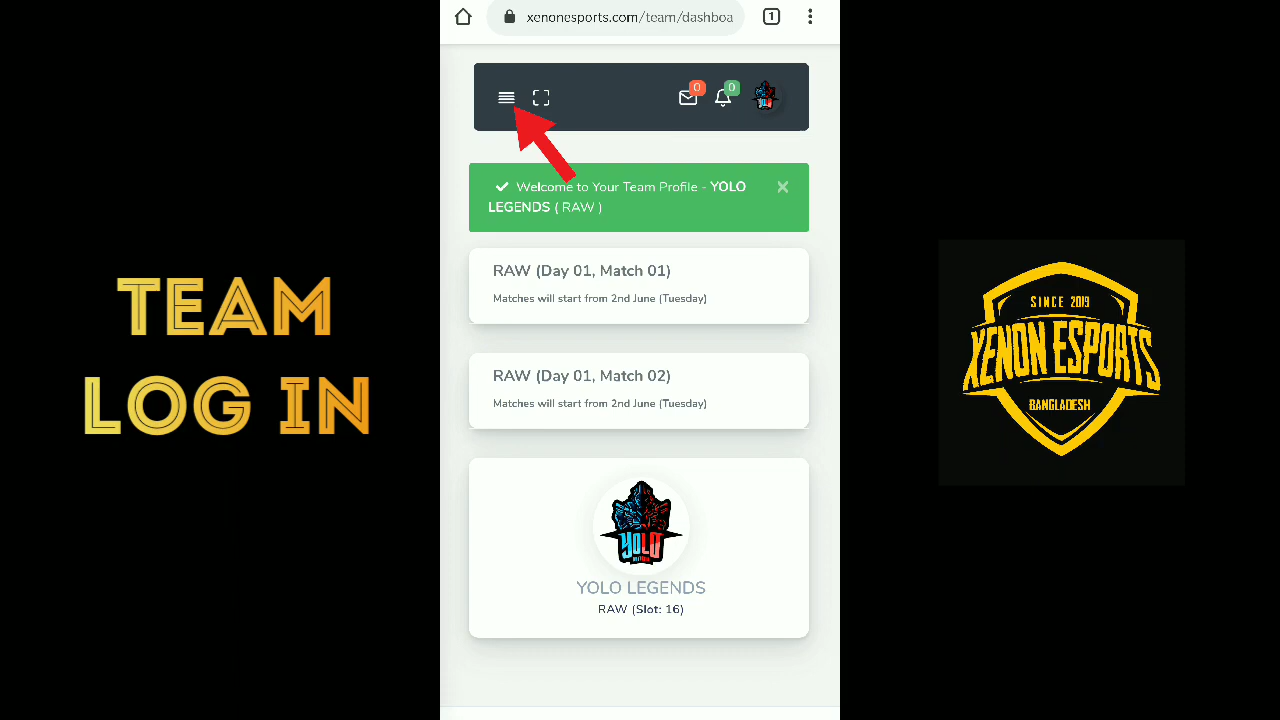 xenonesports.com/team/dashboa
1
0
0
Welcome to Your Team Profile - YOLO
LEGENDS ( RAW )
RAW (Day 01, Match 01)
Matches will start from 2nd June (Tuesday)
RAW (Day 01, Match 02)
Matches will start from 2nd June (Tuesday)
YOLO
YOLO LEGENDS
RAW (Slot: 16)
TEAM
LOG IN
SINCE 2019
XENON ESPORTS
BANGLADESH